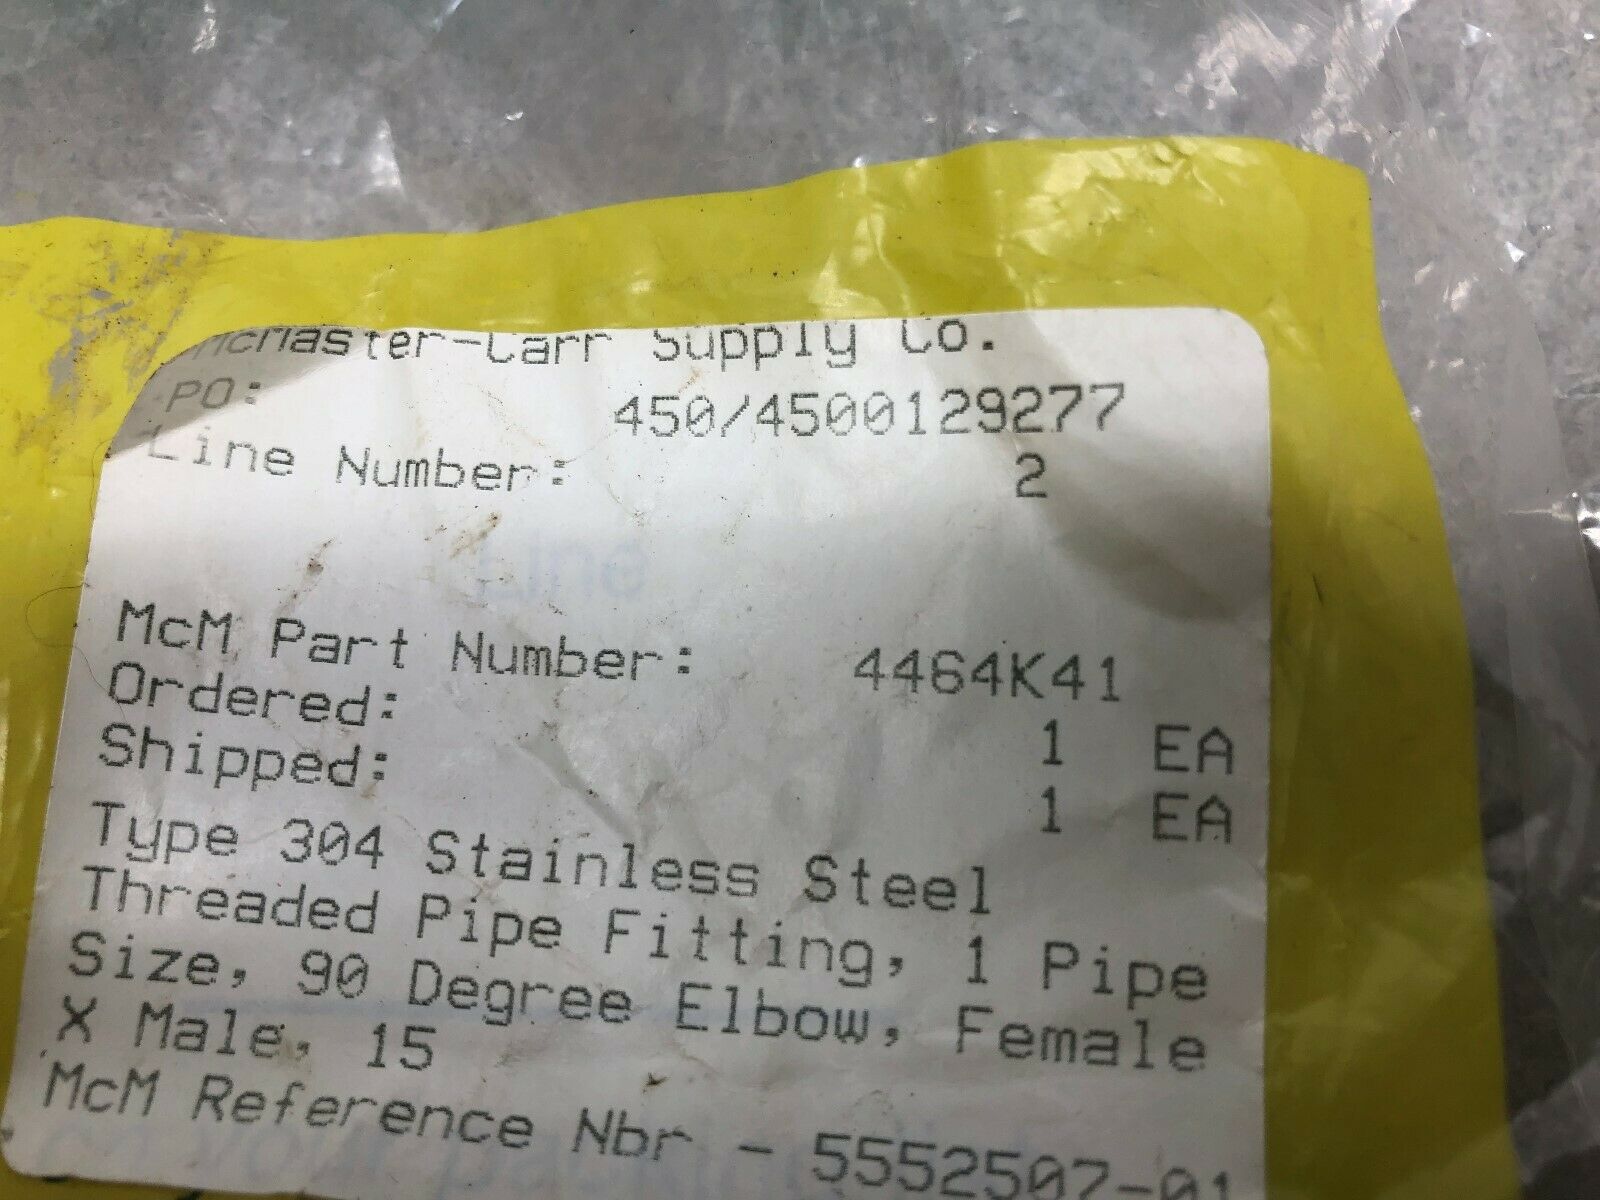 McMaster-Carr Supply Co.
PO: 450/4500129277
Line Number: 2
McM Part Number: 4464K41
Ordered: 1 EA
Shipped: 1 EA
Type 304 Stainless Steel
Threaded Pipe Fitting, 1 Pipe
Size, 90 Degree Elbow, Female
X Male, 15
McM Reference Nbr - 5552507-01